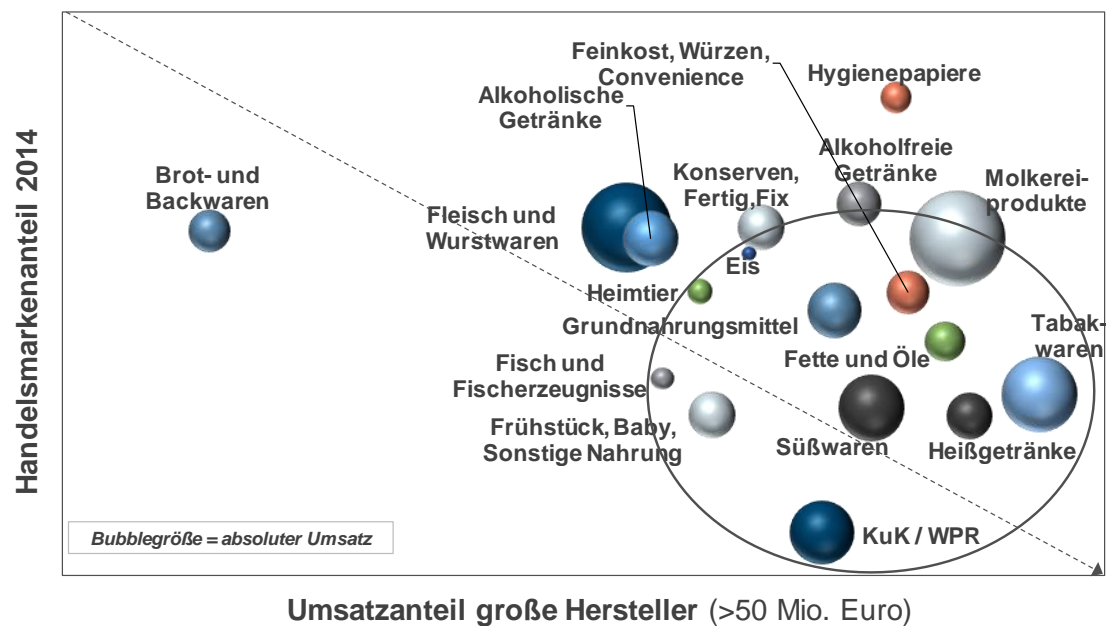 Feinkost, Würzen,
Convenience
Hygienepapiere
Alkoholische
Getränke
Alkoholfreie
Getränke
Konserven,
Fertig,Fix
Molkerei-
produkte
Brot- und
Backwaren
Fleisch und
Wurstwaren
Eis
Heimtier
Grundnahrungsmittel
Tabak-
waren
Fette und Öle
Fisch und
Fischerzeugnisse
Frühstück, Baby,
Sonstige Nahrung
Süßwaren
Heißgetränke
KuK / WPR
Bubblegröße = absoluter Umsatz
Handelsmarkenanteil 2014
Umsatzanteil große Hersteller (>50 Mio. Euro)